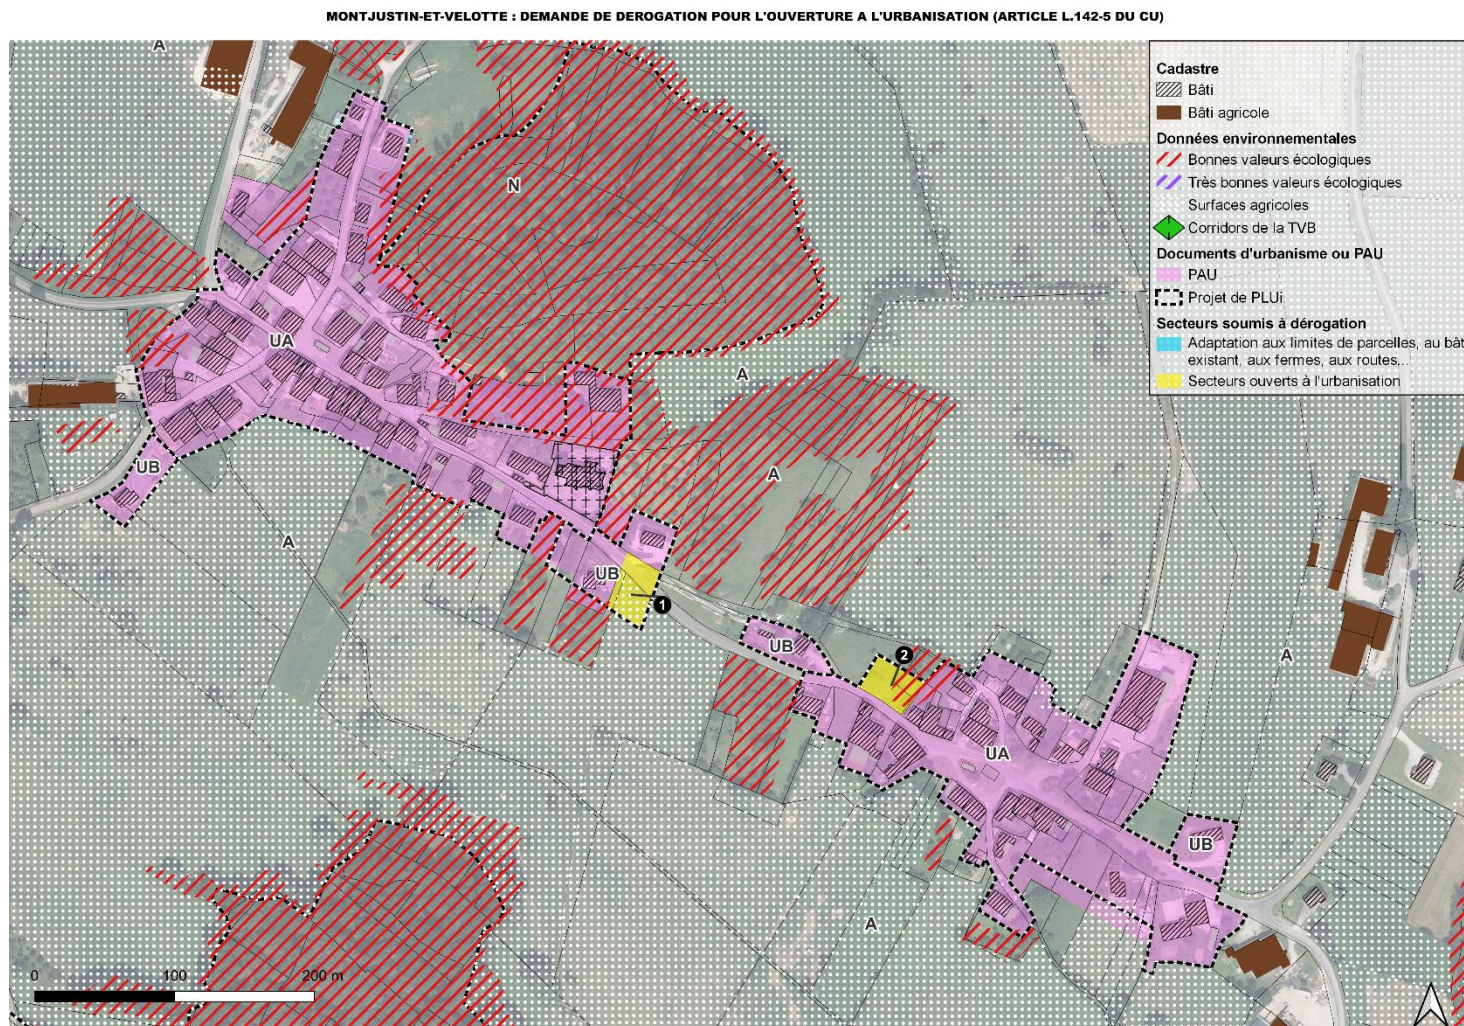 MONTJUSTIN-ET-VELOTTE : DEMANDE DE DEROGATION POUR L'OUVERTURE A L'URBANISATION (ARTICLE L.142-5 DU CU)
A
Cadastre
Bâti
Bâti agricole
Données environnementales
Bonnes valeurs écologiques
Très bonnes valeurs écologiques
Surfaces agricoles
Corridors de la TVB
Documents d'urbanisme ou PAU
PAU
Projet de PLUi
Secteurs soumis à dérogation
Adaptation aux limites de parcelles, au bât
existant, aux fermes, aux routes...
Secteurs ouverts à l'urbanisation
N
UA
A
UB
A
A
UB
1
UB
2
A
UA
UB
A
0 100 200 m